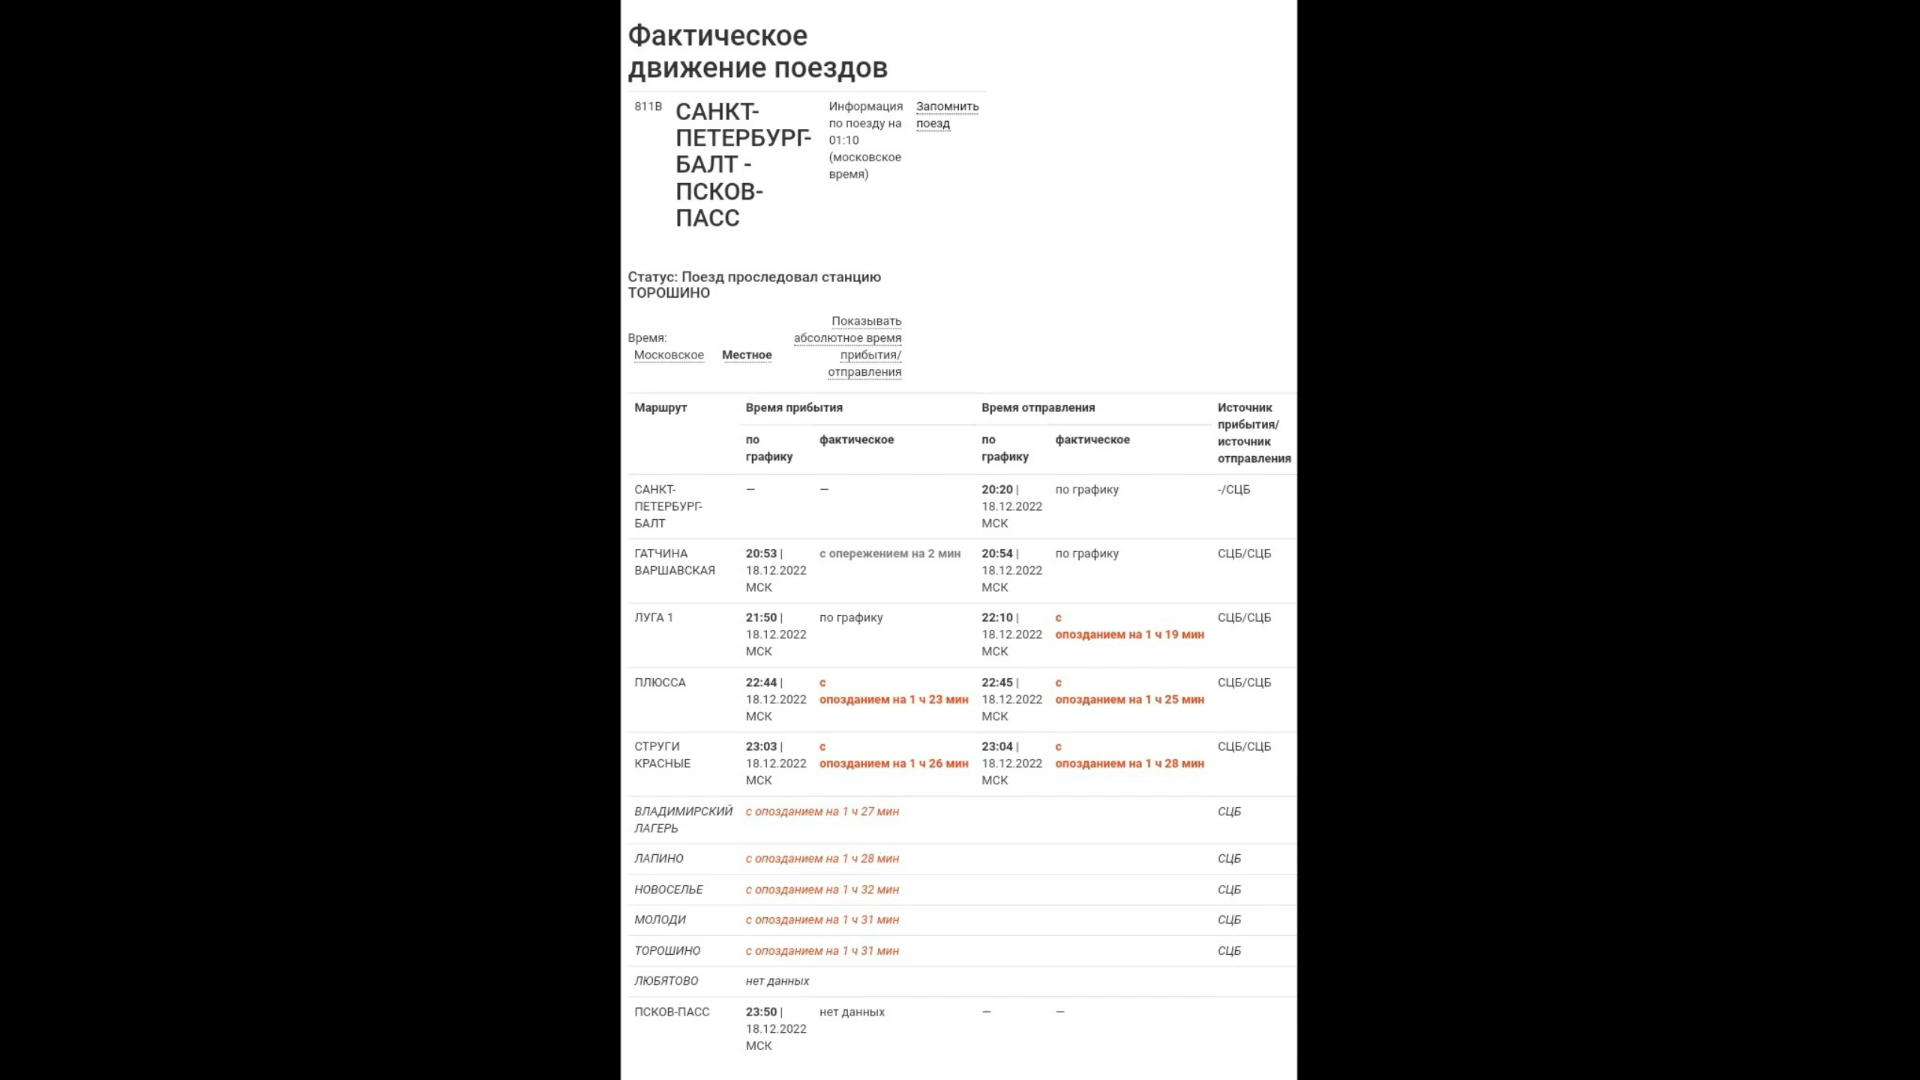 Фактическое
движение поездов
811В
САНКТ-
ПЕТЕРБУРГ-
БАЛТ -
ПСКОВ-
ПАСС
Информация
по поезду на
01:10
(московское
время)
Запомнить
поезд
Статус: Поезд проследовал станцию
ТОРОШИНО
Время:
Московское Местное
Показывать
абсолютное время
прибытия/
отправления
Маршрут Время прибытия Время отправления
Источник
прибытия/
источник
отправления
по
графику
фактическое
по
графику
фактическое
САНКТ-
ПЕТЕРБУРГ-
БАЛТ
— —
20:20 |
18.12.2022
МСК
по графику
-/СЦБ
ГАТЧИНА
ВАРШАВСКАЯ
20:53 |
18.12.2022
МСК
с опережением на 2 мин
20:54 |
18.12.2022
МСК
по графику
СЦБ/СЦБ
ЛУГА 1
21:50 |
18.12.2022
МСК
по графику
22:10 |
18.12.2022
МСК
с
опозданием на 1 ч 19 мин
СЦБ/СЦБ
ПЛЮССА
22:44 |
18.12.2022
МСК
с
опозданием на 1 ч 23 мин
22:45 |
18.12.2022
МСК
с
опозданием на 1 ч 25 мин
СЦБ/СЦБ
СТРУГИ
КРАСНЫЕ
23:03 |
18.12.2022
МСК
с
опозданием на 1 ч 26 мин
23:04 |
18.12.2022
МСК
с
опозданием на 1 ч 28 мин
СЦБ/СЦБ
ВЛАДИМИРСКИЙ
ЛАГЕРЬ
с опозданием на 1 ч 27 мин
СЦБ
ЛАПИНО с опозданием на 1 ч 28 мин СЦБ
НОВОСЕЛЬЕ с опозданием на 1 ч 32 мин СЦБ
МОЛОДИ с опозданием на 1 ч 31 мин СЦБ
ТОРОШИНО с опозданием на 1 ч 31 мин СЦБ
ЛЮБЯТОВО нет данных
ПСКОВ-ПАСС
23:50 |
18.12.2022
МСК
нет данных
— —